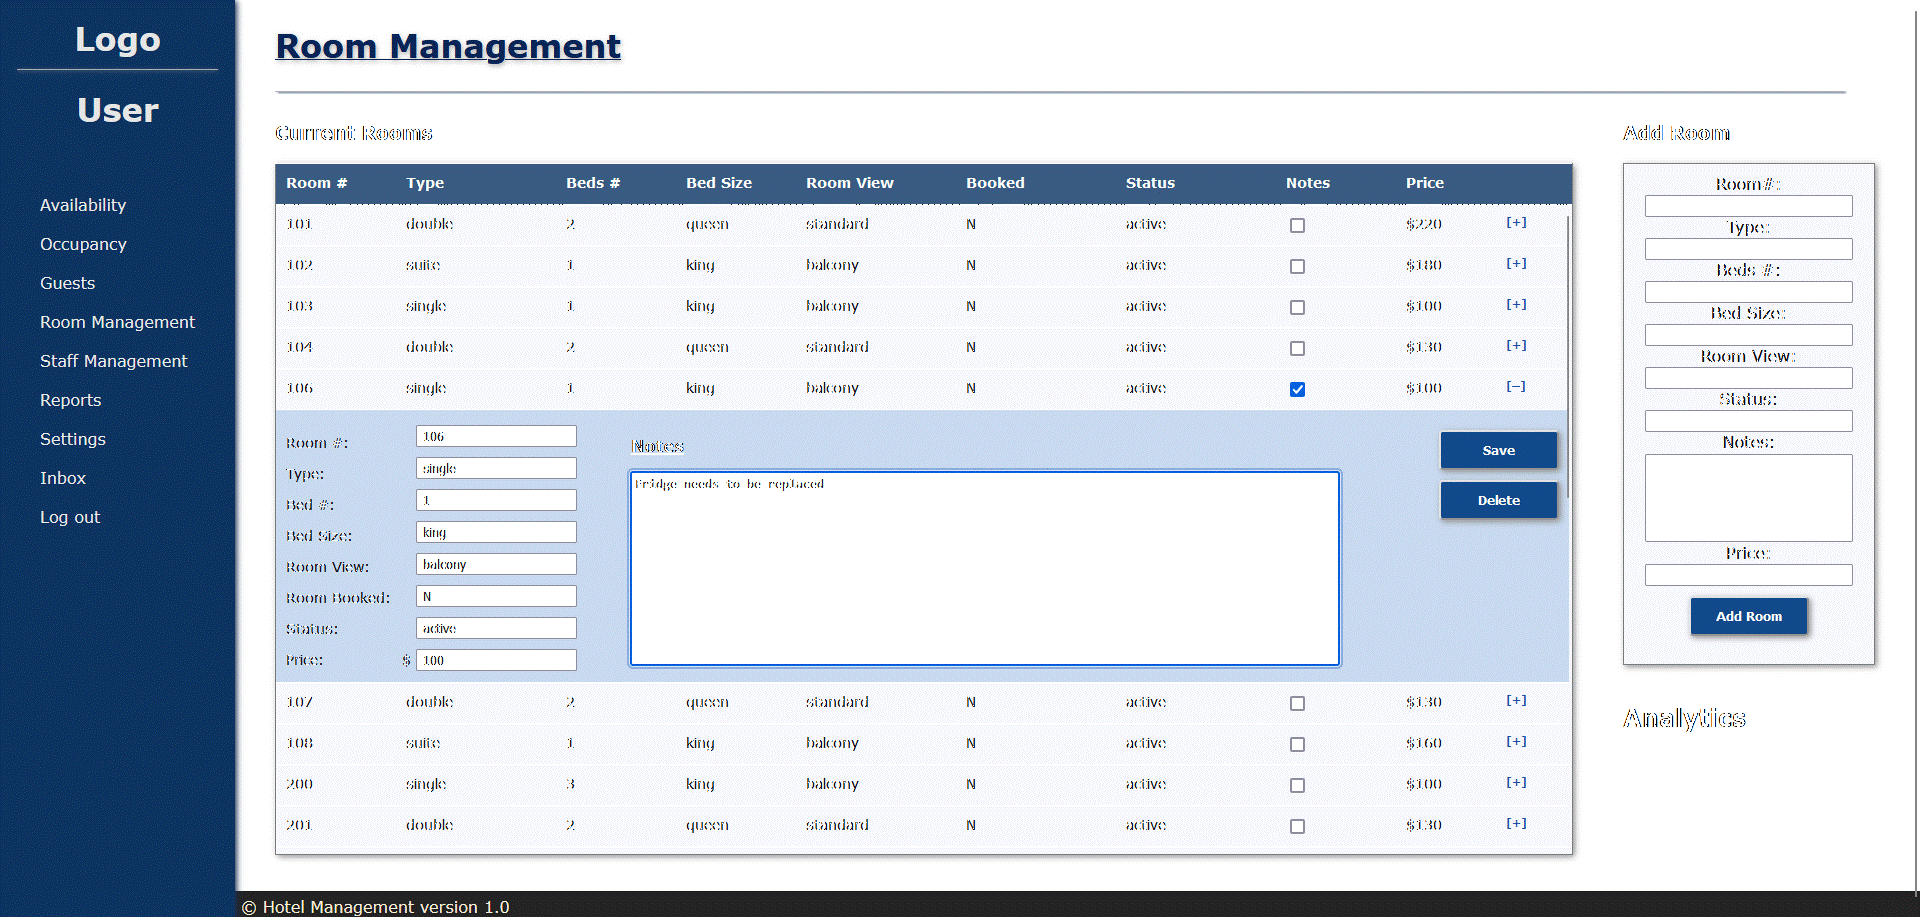 Logo
User
Availability
Occupancy
Guests
Room Management
Staff Management
Reports
Settings
Inbox
Log out
Room Management
Current Rooms
Room # Type Beds # Bed Size Room View Booked Status Notes Price
101 double 2 queen standard N active $220 [+]
102 suite 1 king balcony N active $180 [+]
103 single 1 king balcony N active $100 [+]
104 double 2 queen standard N active $130 [+]
106 single 1 king balcony N active $100 [−]
Room #: 106
Type: single
Bed #: 1
Bed Size: king
Room View: balcony
Room Booked: N
Status: active
Price: $ 100
Notes
Fridge needs to be replaced
Save
Delete
107 double 2 queen standard N active $130 [+]
108 suite 1 king balcony N active $160 [+]
200 single 3 king balcony N active $100 [+]
201 double 2 queen standard N active $130 [+]
Add Room
Room#:
Type:
Beds #:
Bed Size:
Room View:
Status:
Notes:
Price:
Add Room
Analytics
© Hotel Management version 1.0